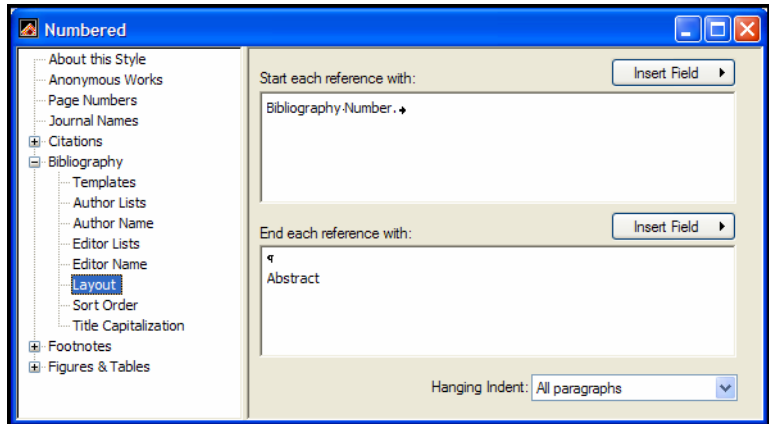 Numbered
About this Style
Anonymous Works
Page Numbers
Journal Names
Citations
Bibliography
Templates
Author Lists
Author Name
Editor Lists
Editor Name
Layout
Sort Order
Title Capitalization
Footnotes
Figures & Tables
Start each reference with:
Insert Field
Bibliography·Number.→
End each reference with:
Insert Field
¶
Abstract
Hanging Indent: All paragraphs